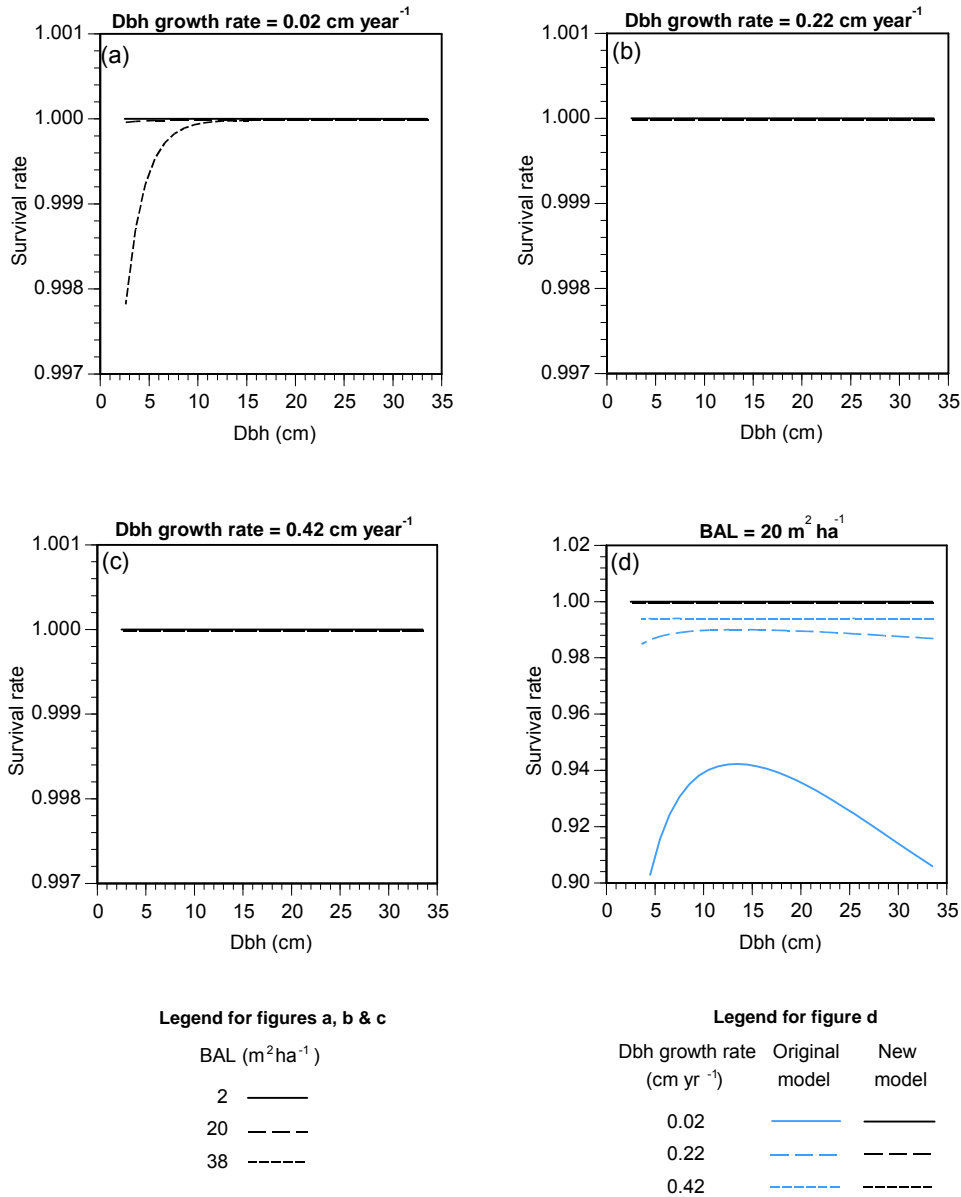 Dbh growth rate = 0.02 cm year⁻¹
(a)
1.001
1.000
0.999
0.998
0.997
Survival rate
0 5 10 15 20 25 30 35
Dbh (cm)
Dbh growth rate = 0.22 cm year⁻¹
(b)
1.001
1.000
0.999
0.998
0.997
Survival rate
0 5 10 15 20 25 30 35
Dbh (cm)
Dbh growth rate = 0.42 cm year⁻¹
(c)
1.001
1.000
0.999
0.998
0.997
Survival rate
0 5 10 15 20 25 30 35
Dbh (cm)
BAL = 20 m² ha⁻¹
(d)
1.02
1.00
0.98
0.96
0.94
0.92
0.90
Survival rate
0 5 10 15 20 25 30 35
Dbh (cm)
Legend for figures a, b & c
BAL (m² ha⁻¹ )
2
20
38
Legend for figure d
Dbh growth rate Original New
(cm yr ⁻¹) model model
0.02
0.22
0.42